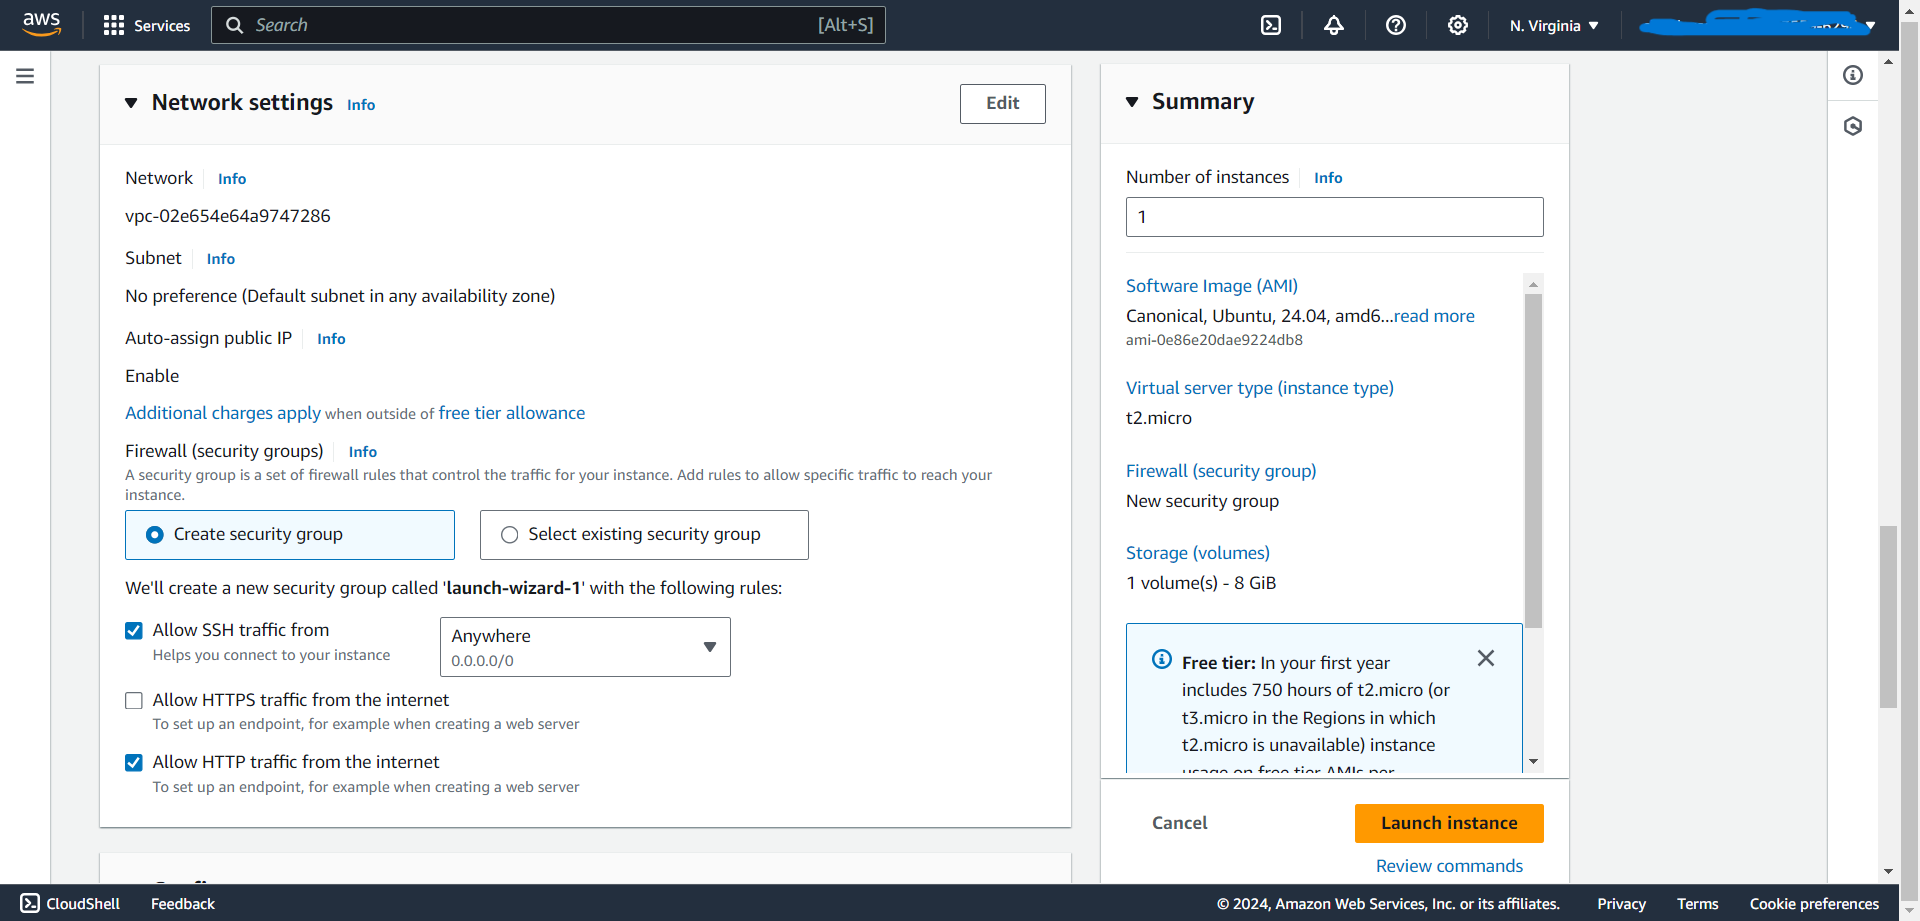 aws
Services
Search
[Alt+S]
N. Virginia
Network settings
Info
Edit
Network
Info
vpc-02e654e64a9747286
Subnet
Info
No preference (Default subnet in any availability zone)
Auto-assign public IP
Info
Enable
Additional charges apply when outside of free tier allowance
Firewall (security groups)
Info
A security group is a set of firewall rules that control the traffic for your instance. Add rules to allow specific traffic to reach your
instance.
Create security group
Select existing security group
We'll create a new security group called 'launch-wizard-1' with the following rules:
Allow SSH traffic from
Helps you connect to your instance
Anywhere
0.0.0.0/0
Allow HTTPS traffic from the internet
To set up an endpoint, for example when creating a web server
Allow HTTP traffic from the internet
To set up an endpoint, for example when creating a web server
Summary
Number of instances
Info
1
Software Image (AMI)
Canonical, Ubuntu, 24.04, amd6...read more
ami-0e86e20dae9224db8
Virtual server type (instance type)
t2.micro
Firewall (security group)
New security group
Storage (volumes)
1 volume(s) - 8 GiB
Free tier: In your first year
includes 750 hours of t2.micro (or
t3.micro in the Regions in which
t2.micro is unavailable) instance
usage on free tier AMIs per
Cancel
Launch instance
Review commands
CloudShell
Feedback
© 2024, Amazon Web Services, Inc. or its affiliates.
Privacy
Terms
Cookie preferences